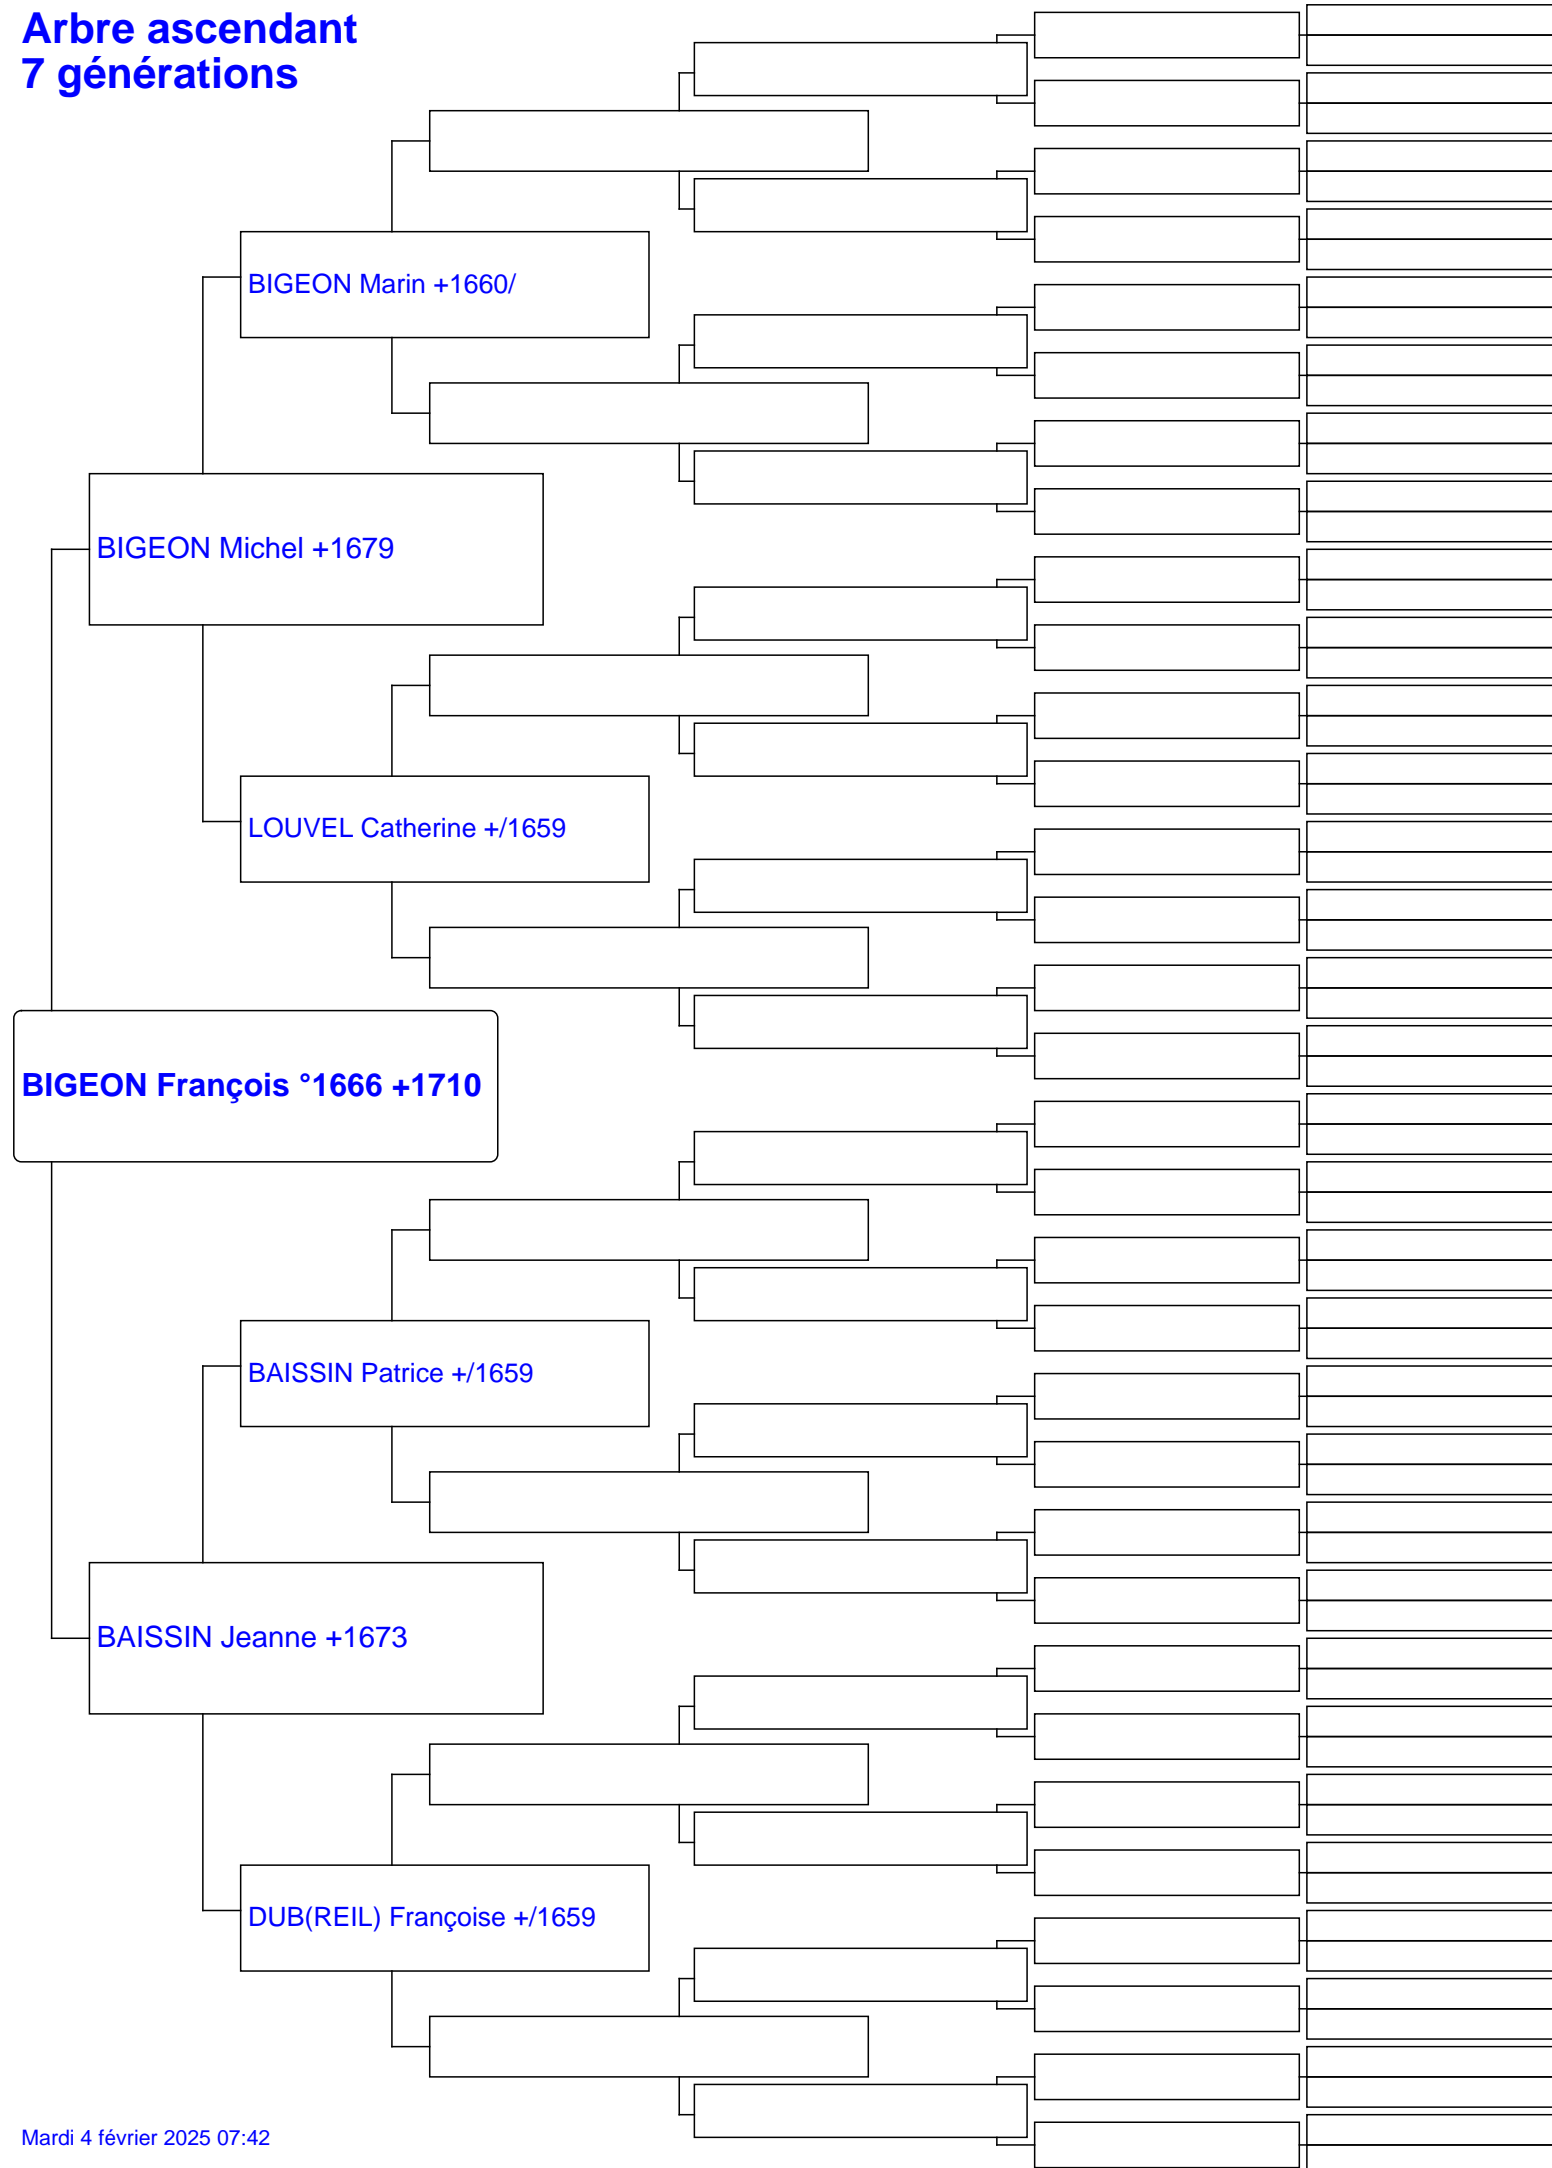 Arbre ascendant
7 générations
BIGEON Marin +1660/
BIGEON Michel +1679
LOUVEL Catherine +/1659
BIGEON François °1666 +1710
BAISSIN Patrice +/1659
BAISSIN Jeanne +1673
DUB(REIL) Françoise +/1659
Mardi 4 février 2025 07:42